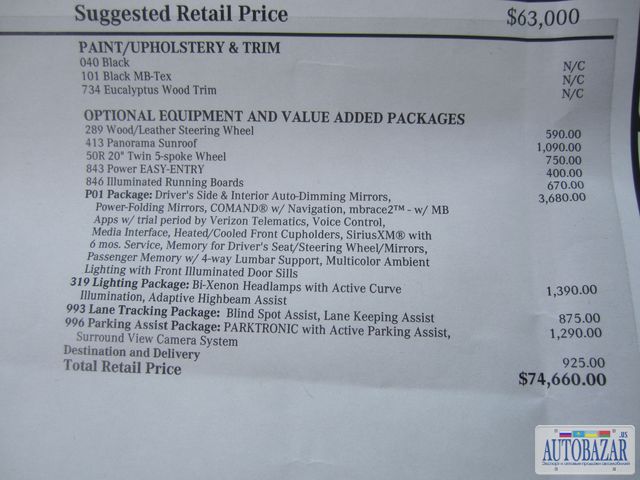 Suggested Retail Price $63,000
PAINT/UPHOLSTERY & TRIM
040 Black N/C
101 Black MB-Tex N/C
734 Eucalyptus Wood Trim N/C
OPTIONAL EQUIPMENT AND VALUE ADDED PACKAGES
289 Wood/Leather Steering Wheel 590.00
413 Panorama Sunroof 1,090.00
50R 20" Twin 5-spoke Wheel 750.00
843 Power EASY-ENTRY 400.00
846 Illuminated Running Boards 670.00
P01 Package: Driver's Side & Interior Auto-Dimming Mirrors, 3,680.00
Power-Folding Mirrors, COMAND® w/ Navigation, mbrace2™ - w/ MB
Apps w/ trial period by Verizon Telematics, Voice Control,
Media Interface, Heated/Cooled Front Cupholders, SiriusXM® with
6 mos. Service, Memory for Driver's Seat/Steering Wheel/Mirrors,
Passenger Memory w/ 4-way Lumbar Support, Multicolor Ambient
Lighting with Front Illuminated Door Sills
319 Lighting Package: Bi-Xenon Headlamps with Active Curve 1,390.00
Illumination, Adaptive Highbeam Assist
993 Lane Tracking Package: Blind Spot Assist, Lane Keeping Assist 875.00
996 Parking Assist Package: PARKTRONIC with Active Parking Assist, 1,290.00
Surround View Camera System
Destination and Delivery 925.00
Total Retail Price $74,660.00
.us
AUTOBAZAR